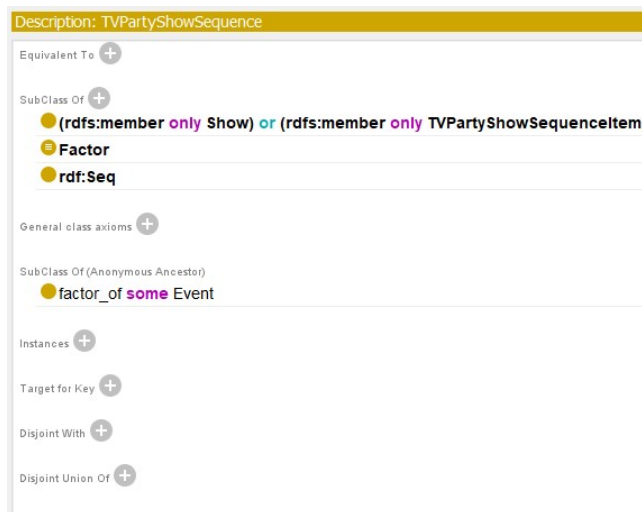 Description: TVPartyShowSequence
Equivalent To
SubClass Of
(rdfs:member only Show) or (rdfs:member only TVPartyShowSequenceItem
Factor
rdf:Seq
General class axioms
SubClass Of (Anonymous Ancestor)
factor_of some Event
Instances
Target for Key
Disjoint With
Disjoint Union Of